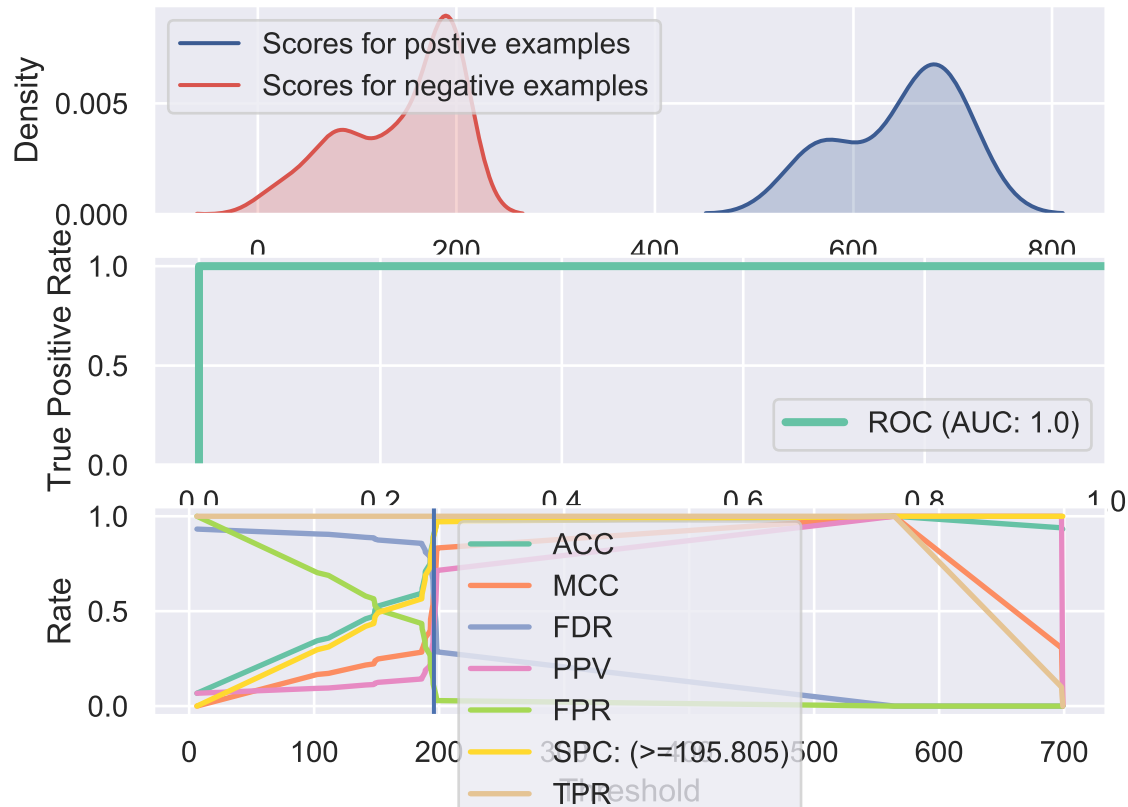 Scores for postive examples
Scores for negative examples
Density
0.005
0.000
0 200 400 600 800
True Positive Rate
1.0
0.5
0.0
ROC (AUC: 1.0)
0.0 0.2 0.4 0.6 0.8 1.0
Rate
1.0
0.5
0.0
ACC
MCC
FDR
PPV
FPR
SPC: (>=195.805)
TPR
0 100 200 300 400 500 600 700
Threshold